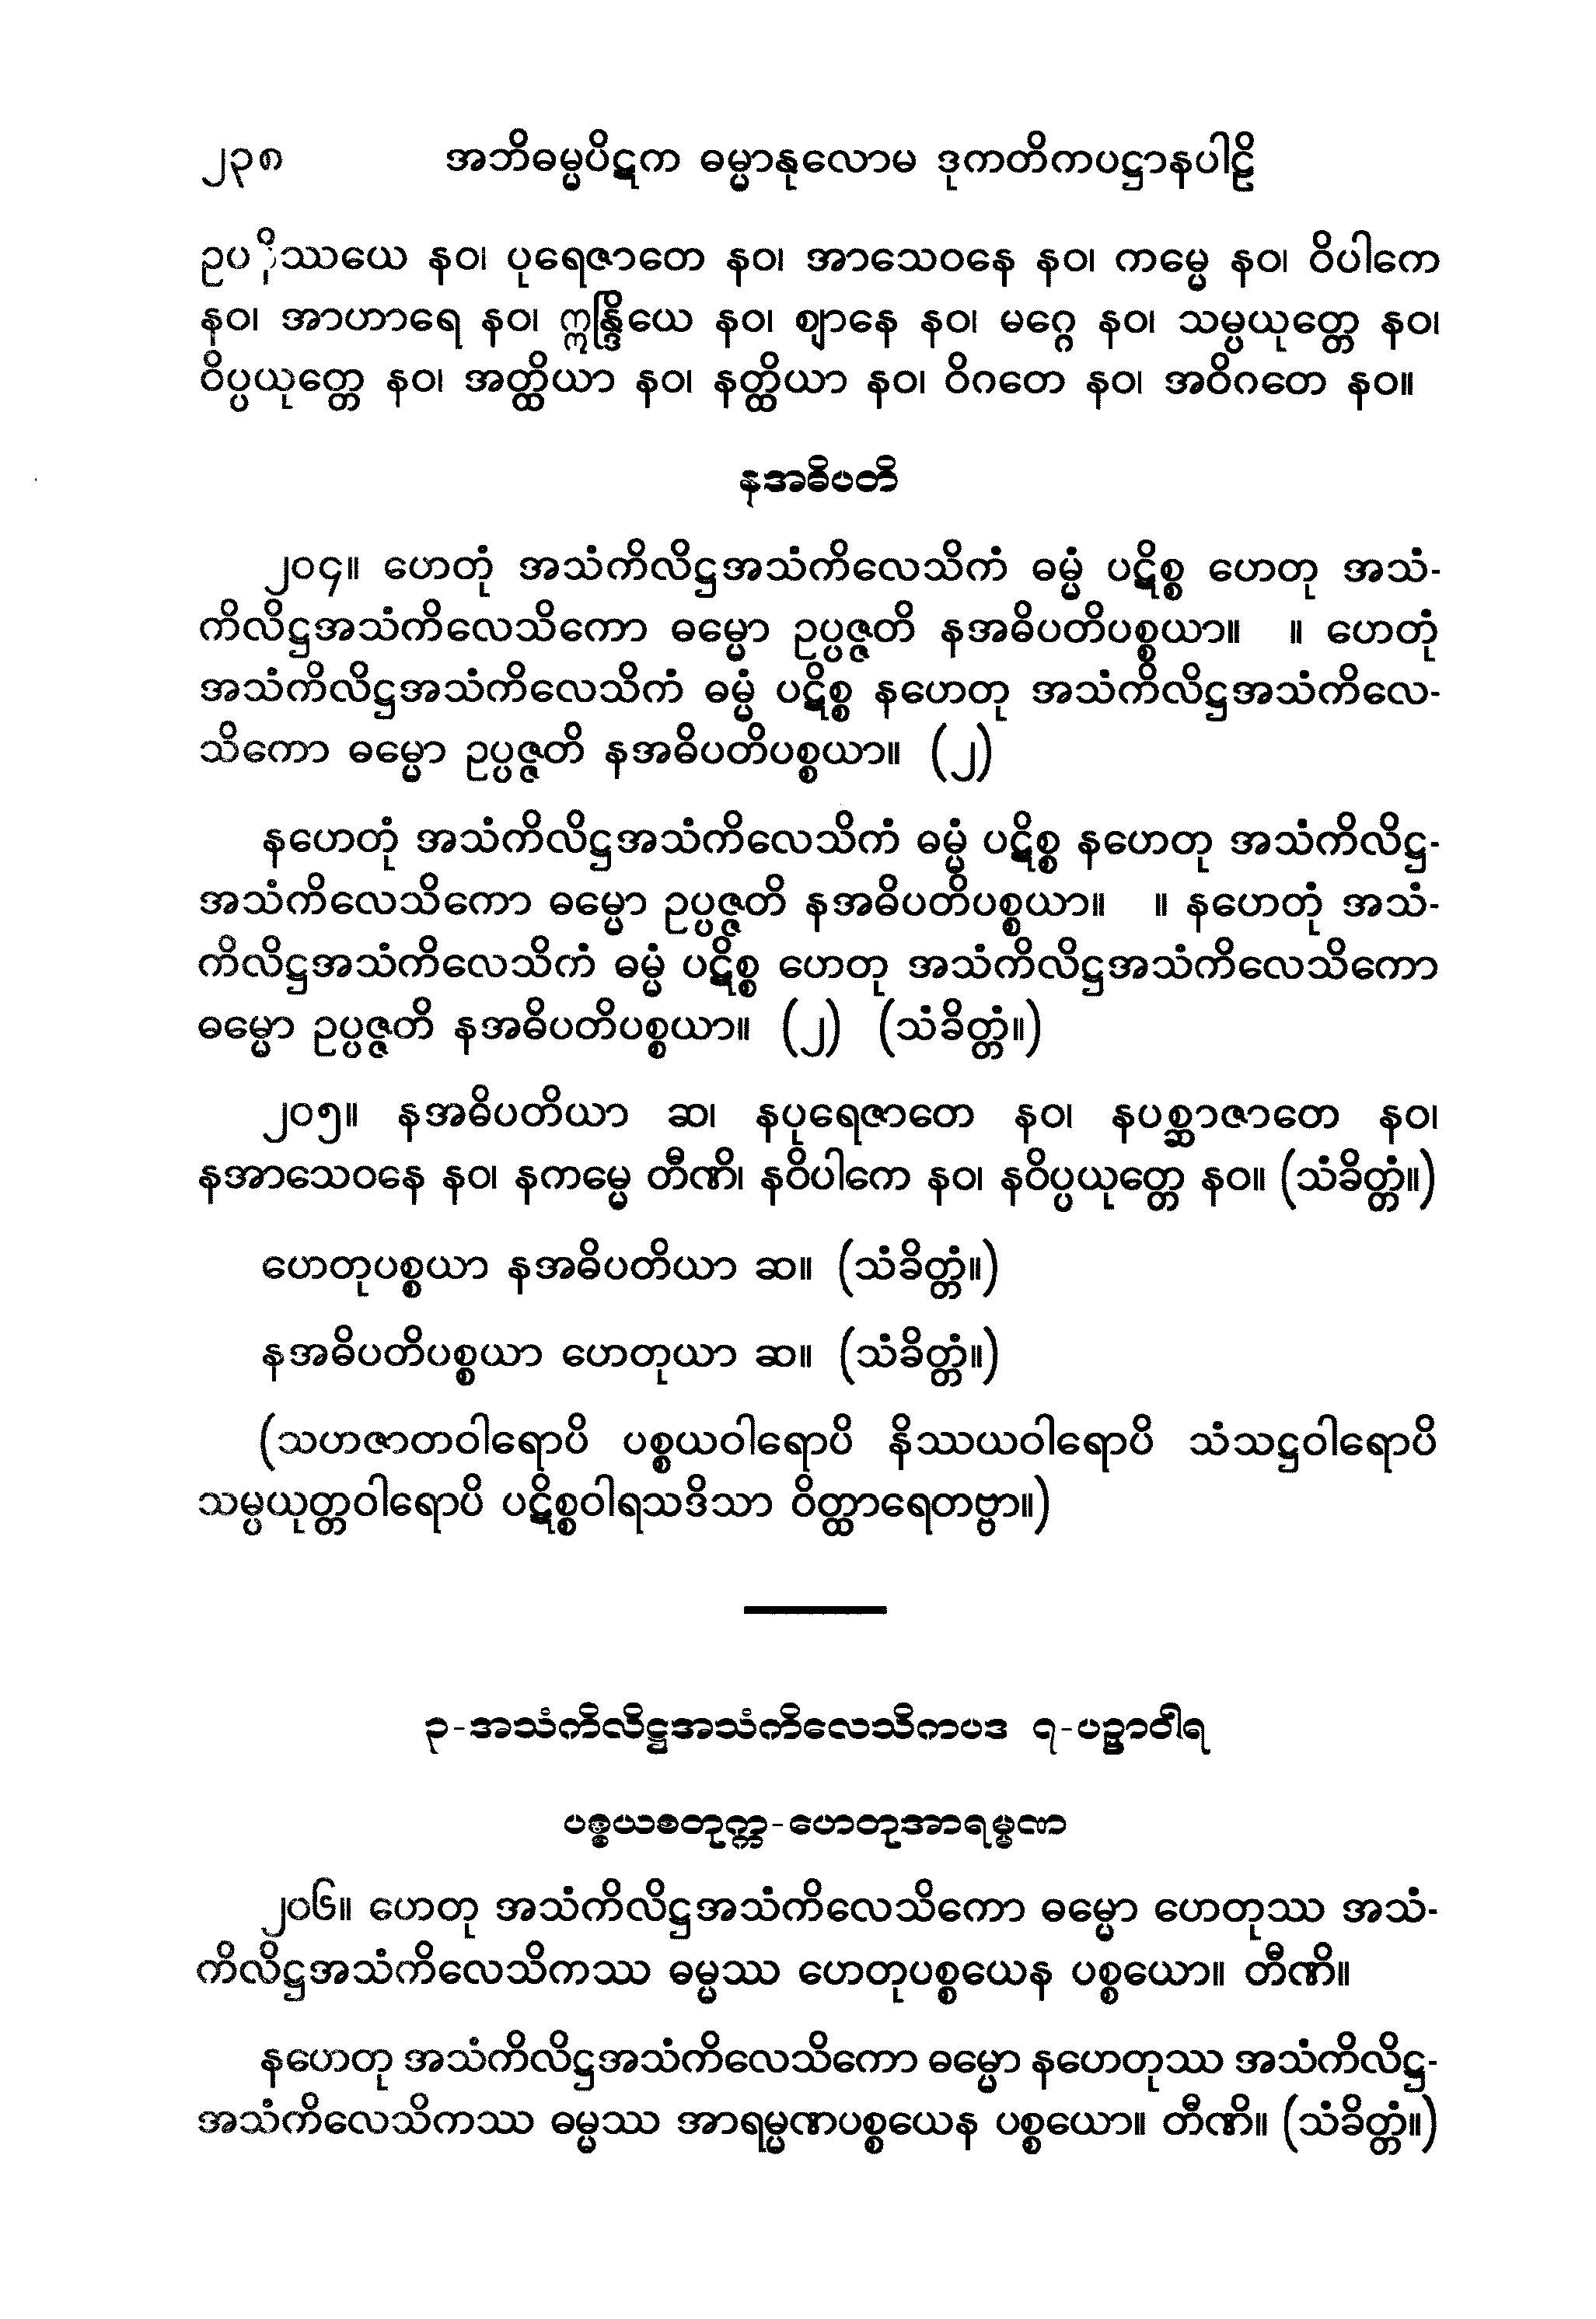 ၂၃၈ အဘိဓမ္မပိဋက ဓမ္မာနုလောမ ဒုကတိကပဋ္ဌာနပါဠိ
ဥပ ိဿယေ နဝ၊ ပုရေဇာတေ နဝ၊ အာသေဝနေ နဝ၊ ကမ္မေ နဝ၊ ဝိပါကေ
နဝ၊ အာဟာရေ နဝ၊ ဣန္ဒြိယေ နဝ၊ ဈာနေ နဝ၊ မဂ္ဂေ နဝ၊ သမ္ပယုတ္တေ နဝ၊
ဝိပ္ပယုတ္တေ နဝ၊ အတ္ထိယာ နဝ၊ နတ္ထိယာ နဝ၊ ဝိဂတေ နဝ၊ အဝိဂတေ နဝ။
နအဓိပတိ
၂၀၄။ ဟေတုံ အသံကိလိဋ္ဌအသံကိလေသိကံ ဓမ္မံ ပဋိစ္စ ဟေတု အသံ-
ကိလိဋ္ဌအသံကိလေသိကော ဓမ္မော ဥပ္ပဇ္ဇတိ နအဓိပတိပစ္စယာ။ ။ ဟေတုံ
အသံကိလိဋ္ဌအသံကိလေသိကံ ဓမ္မံ ပဋိစ္စ နဟေတု အသံကိလိဋ္ဌအသံကိလေ-
သိကော ဓမ္မော ဥပ္ပဇ္ဇတိ နအဓိပတိပစ္စယာ။ (၂)
နဟေတုံ အသံကိလိဋ္ဌအသံကိလေသိကံ ဓမ္မံ ပဋိစ္စ နဟေတု အသံကိလိဋ္ဌ-
အသံကိလေသိကော ဓမ္မော ဥပ္ပဇ္ဇတိ နအဓိပတိပစ္စယာ။ ။ နဟေတုံ အသံ-
ကိလိဋ္ဌအသံကိလေသိကံ ဓမ္မံ ပဋိစ္စ ဟေတု အသံကိလိဋ္ဌအသံကိလေသိကော
ဓမ္မော ဥပ္ပဇ္ဇတိ နအဓိပတိပစ္စယာ။ (၂) (သံခိတ္တံ။)
၂၀၅။ နအဓိပတိယာ ဆ၊ နပုရေဇာတေ နဝ၊ နပစ္ဆာဇာတေ နဝ၊
နအာသေဝနေ နဝ၊ နကမ္မေ တီဏိ၊ နဝိပါကေ နဝ၊ နဝိပ္ပယုတ္တေ နဝ။ (သံခိတ္တံ။)
ဟေတုပစ္စယာ နအဓိပတိယာ ဆ။ (သံခိတ္တံ။)
နအဓိပတိပစ္စယာ ဟေတုယာ ဆ။ (သံခိတ္တံ။)
(သဟဇာတဝါရောပိ ပစ္စယဝါရောပိ နိဿယဝါရောပိ သံသဋ္ဌဝါရောပိ
သမ္ပယုတ္တဝါရောပိ ပဋိစ္စဝါရသဒိသာ ဝိတ္ထာရေတဗ္ဗာ။)
၃-အသံကိလိဋ္ဌအသံကိလေသိကပဒ ၇-ပဉှာဝါရ
ပစ္စယစတုက္က-ဟေတုအာရမ္မဏ
၂၀၆။ ဟေတု အသံကိလိဋ္ဌအသံကိလေသိကော ဓမ္မော ဟေတုဿ အသံ-
ကိလိဋ္ဌအသံကိလေသိကဿ ဓမ္မဿ ဟေတုပစ္စယေန ပစ္စယော။ တီဏိ။
နဟေတု အသံကိလိဋ္ဌအသံကိလေသိကော ဓမ္မော နဟေတုဿ အသံကိလိဋ္ဌ-
အသံကိလေသိကဿ ဓမ္မဿ အာရမ္မဏပစ္စယေန ပစ္စယော။ တီဏိ။ (သံခိတ္တံ။)